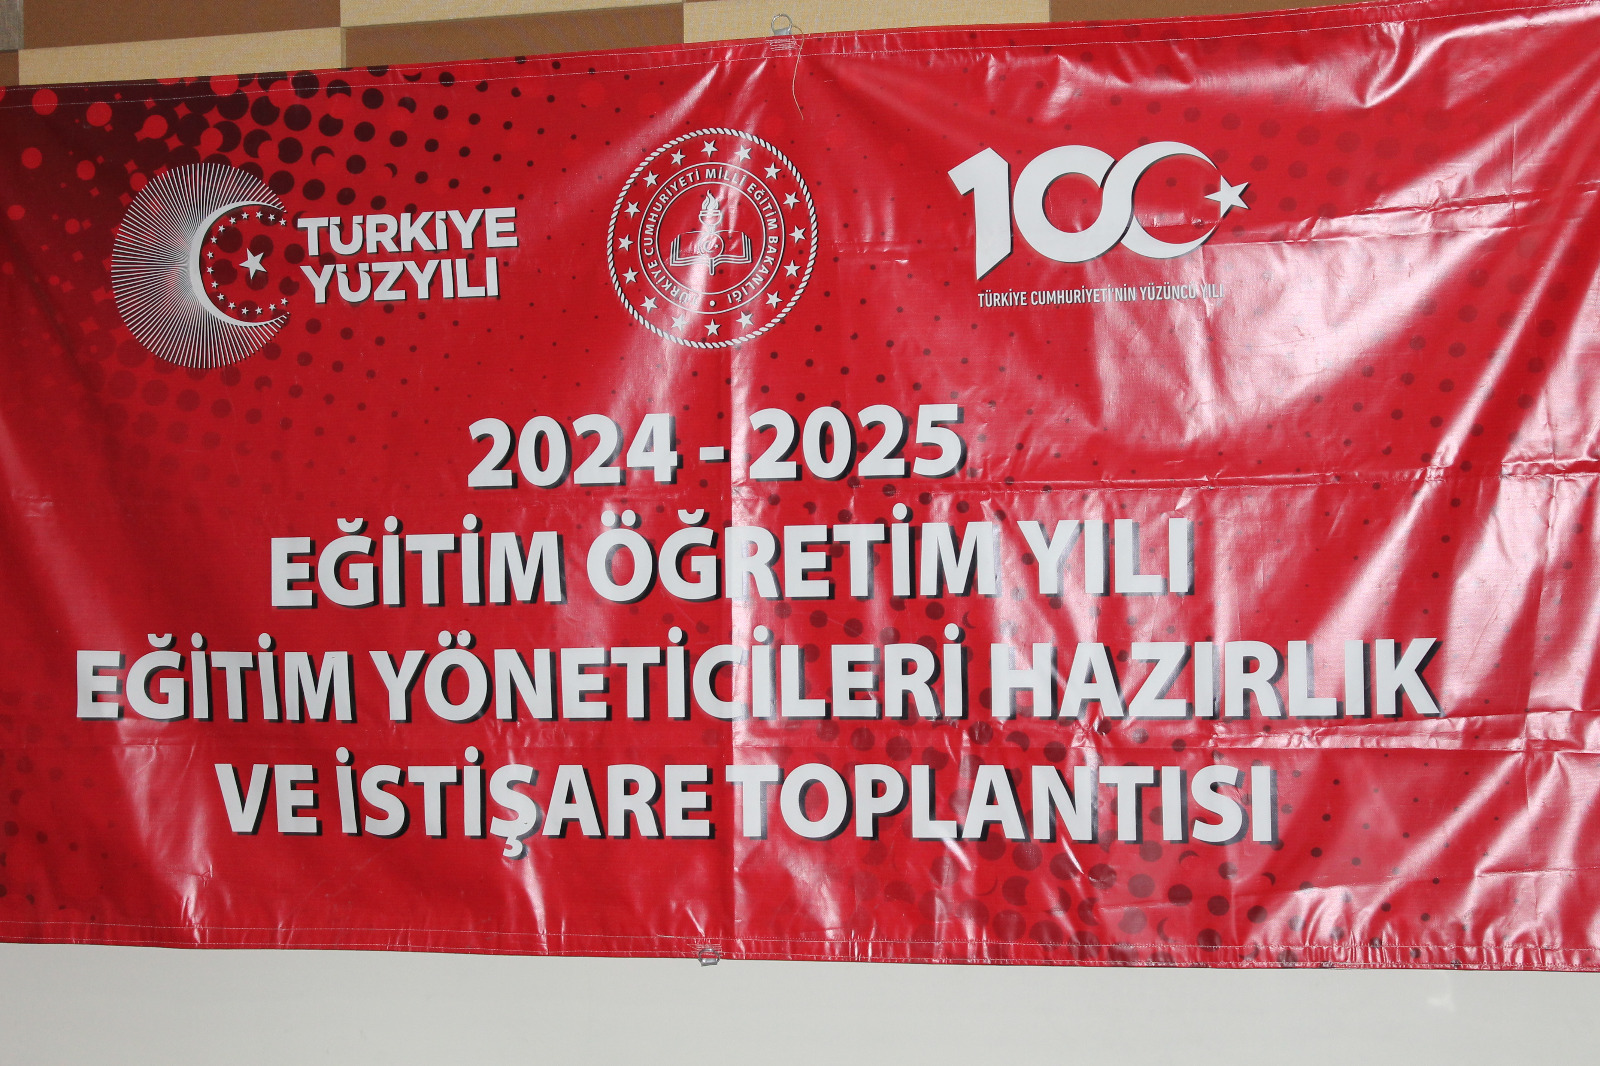 TÜRKİYE
YÜZYILI
TÜRKİYE CUMHURİYETİ MİLLÎ EĞİTİM BAKANLIĞI
100
TÜRKİYE CUMHURİYETİ'NİN YÜZÜNCÜ YILI
2024 - 2025
EĞİTİM ÖĞRETİM YILI
EĞİTİM YÖNETİCİLERİ HAZIRLIK
VE İSTİŞARE TOPLANTISI